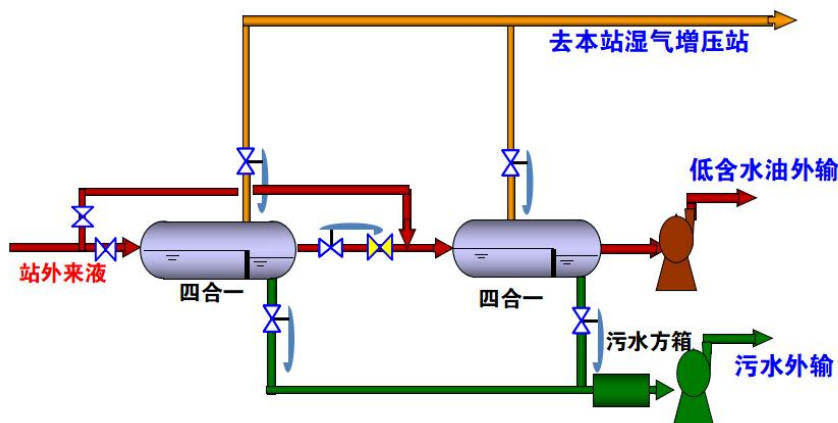 去本站湿气增压站
低含水油外输
站外来液
四合一
四合一
污水方箱
污水外输